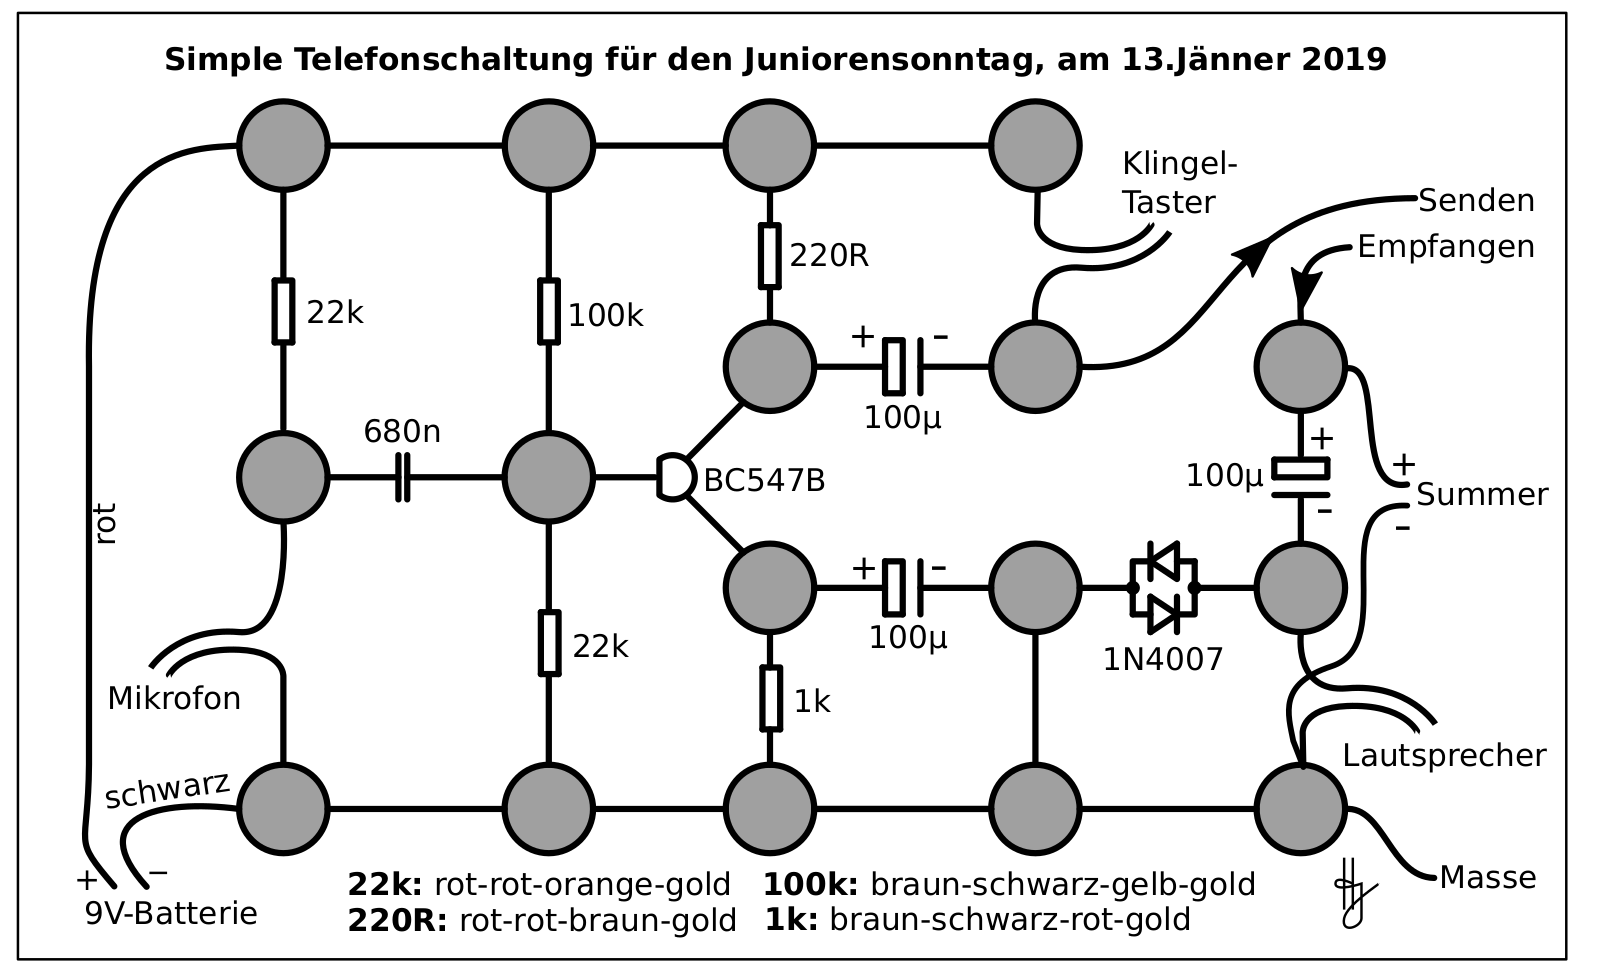 Simple Telefonschaltung für den Juniorensonntag, am 13.Jänner 2019
Klingel-
Taster
Senden
Empfangen
220R
22k
100k
+ –
100µ
680n
BC547B
+
100µ
–
+
Summer
–
rot
+ –
100µ
1N4007
22k
1k
Mikrofon
Lautsprecher
schwarz
+ –
9V-Batterie
Masse
22k: rot-rot-orange-gold 100k: braun-schwarz-gelb-gold
220R: rot-rot-braun-gold 1k: braun-schwarz-rot-gold